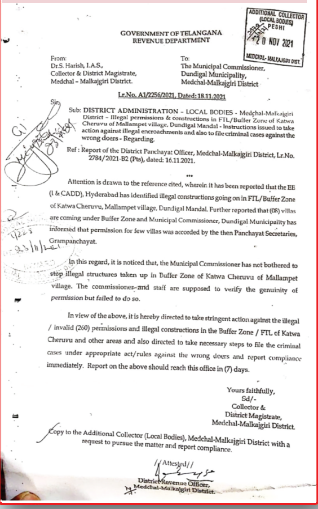 ADDITIONAL COLLECTOR
(LOCAL BODIES)
PESHI
20 NOV 2021
MEDCHAL-MALKAJGIRI DIST.
GOVERNMENT OF TELANGANA
REVENUE DEPARTMENT
From:
Dr.S. Harish, I.A.S.,
Collector & District Magistrate,
Medchal – Malkajgiri District
To:
The Municipal Commissioner,
Dundigal Municipality,
Medchal-Malkajgiri District
Lr.No. A1/2256/2021, Dated:18.11.2021
Sir,
Sub: DISTRICT ADMINISTRATION - LOCAL BODIES - Medchal-Malkajgiri
District - Illegal permissions & constructions in FTL/Buffer Zone of Katwa
Cheruvu of Mallampet village, Dundigal Mandal - Instructions issued to take
action against illegal encroachments and also to file criminal cases against the
wrong doers - Regarding.
Ref : Report of the District Panchayat Officer, Medchal-Malkajgiri District, Lr.No.
2784/2021-B2 (Pts), dated: 16.11.2021.
***
Attention is drawn to the reference cited, wherein it has been reported that the EE
(i & CADD), Hyderabad has identified illegal constructions going on in FTL/Buffer Zone
of Katwa Cheruvu, Mallampet village, Dundigal Mandal. Further reported that (08) villas
are coming under Buffer Zone and Municipal Commissioner, Dundigal Municipality has
informed that permission for few villas was accorded by the then Panchayat Secretaries,
Grampanchayat.
In this regard, it is noticed that, the Municipal Commissioner has not bothered to
stop illegal structures taken up in Buffer Zone of Katwa Cheruvu of Mallampet
village. The commissioner and staff are supposed to verify the genuinity of
permission but failed to do so.
In view of the above, it is hereby directed to take stringent action against the illegal
/ invalid (260) permissions and illegal constructions in the Buffer Zone / FTL of Katwa
Cheruvu and other areas and also directed to take necessary steps to file the criminal
cases under appropriate act/rules against the wrong doers and report compliance
immediately. Report on the above should reach this office in (7) days.
Yours faithfully,
Sd/-
Collector &
District Magistrate,
Medchal-Malkajgiri District.
Copy to the Additional Collector (Local Bodies), Medchal-Malkajgiri District with a
request to pursue the matter and report compliance.
//Attested//
District Revenue Officer,
Medchal-Malkajgiri District.